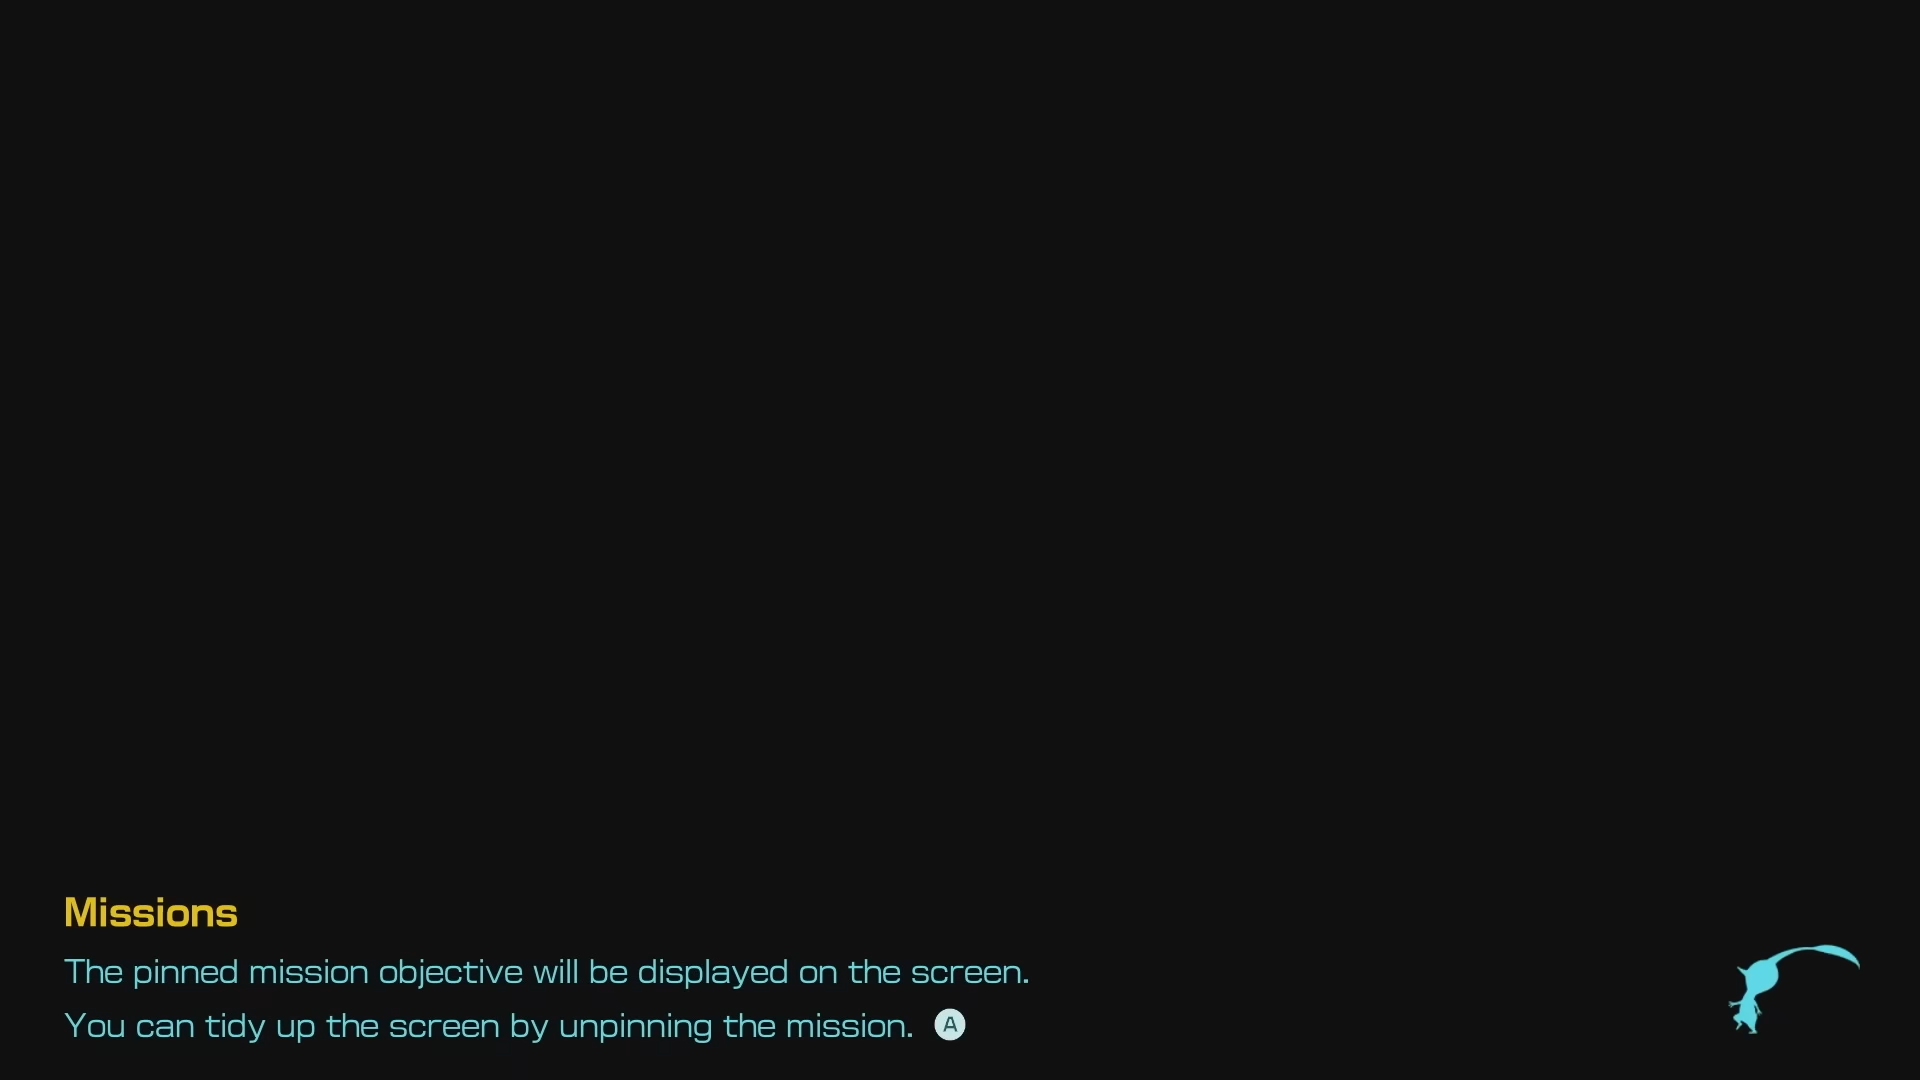 Missions
The pinned mission objective will be displayed on the screen.
You can tidy up the screen by unpinning the mission. A